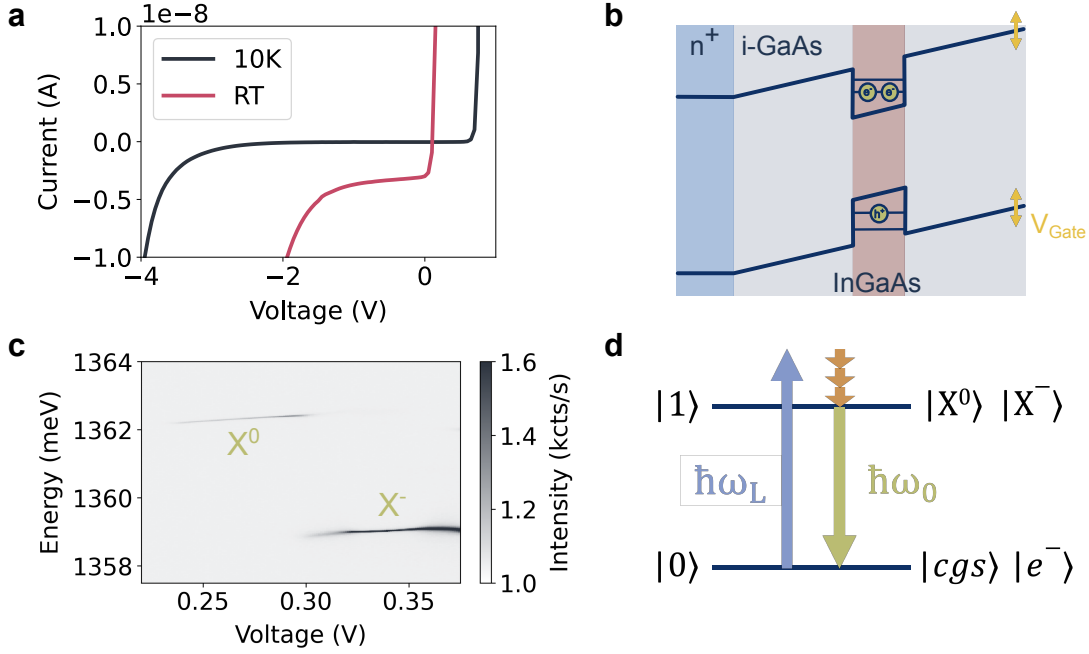 a
1e−8
1.0
0.5
0.0
−0.5
−1.0
Current (A)
10K
RT
−4
−2
0
Voltage (V)
b
n+
i-GaAs
e-
e-
h+
VGate
InGaAs
c
1364
1362
1360
1358
Energy (meV)
X0
X-
0.25
0.30
0.35
Voltage (V)
1.6
1.4
1.2
1.0
Intensity (kcts/s)
d
|1⟩
|X0⟩ |X−⟩
ħωL
ħω0
|0⟩
|cgs⟩ |e−⟩